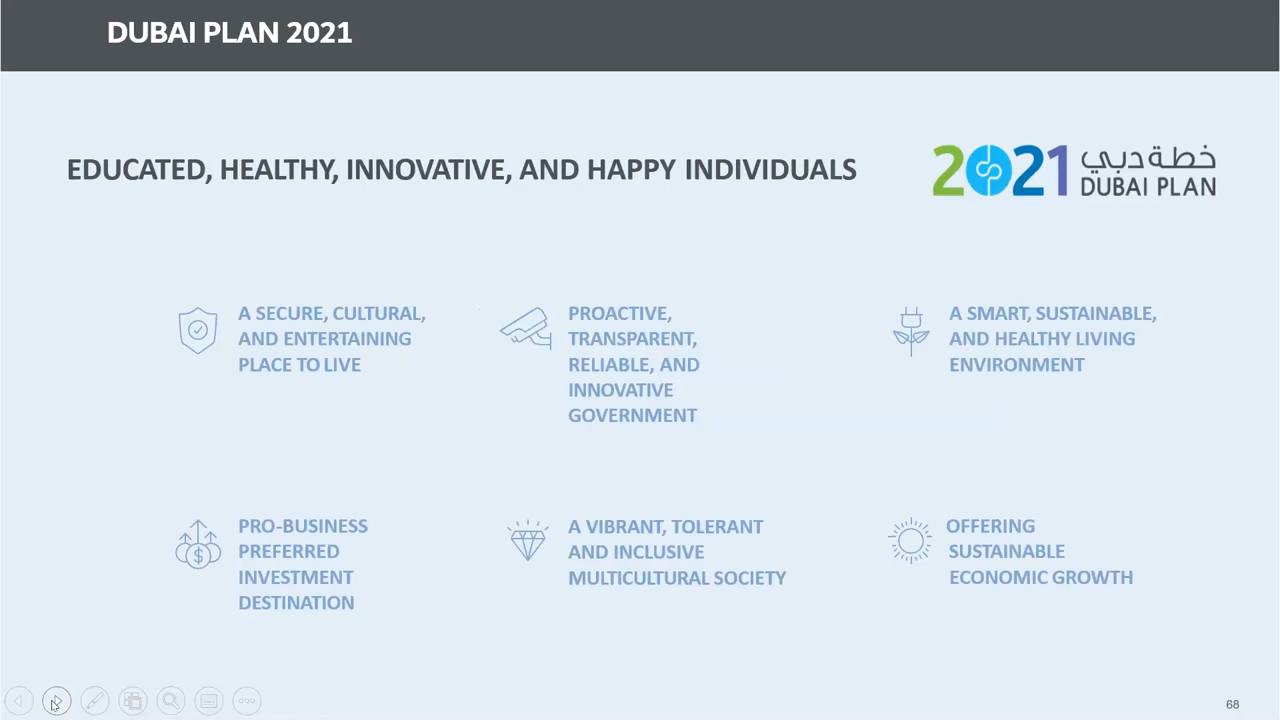 DUBAI PLAN 2021
EDUCATED, HEALTHY, INNOVATIVE, AND HAPPY INDIVIDUALS
2021
خطة دبي
DUBAI PLAN
A SECURE, CULTURAL,
AND ENTERTAINING
PLACE TO LIVE
PROACTIVE,
TRANSPARENT,
RELIABLE, AND
INNOVATIVE
GOVERNMENT
A SMART, SUSTAINABLE,
AND HEALTHY LIVING
ENVIRONMENT
PRO-BUSINESS
PREFERRED
INVESTMENT
DESTINATION
A VIBRANT, TOLERANT
AND INCLUSIVE
MULTICULTURAL SOCIETY
OFFERING
SUSTAINABLE
ECONOMIC GROWTH
68